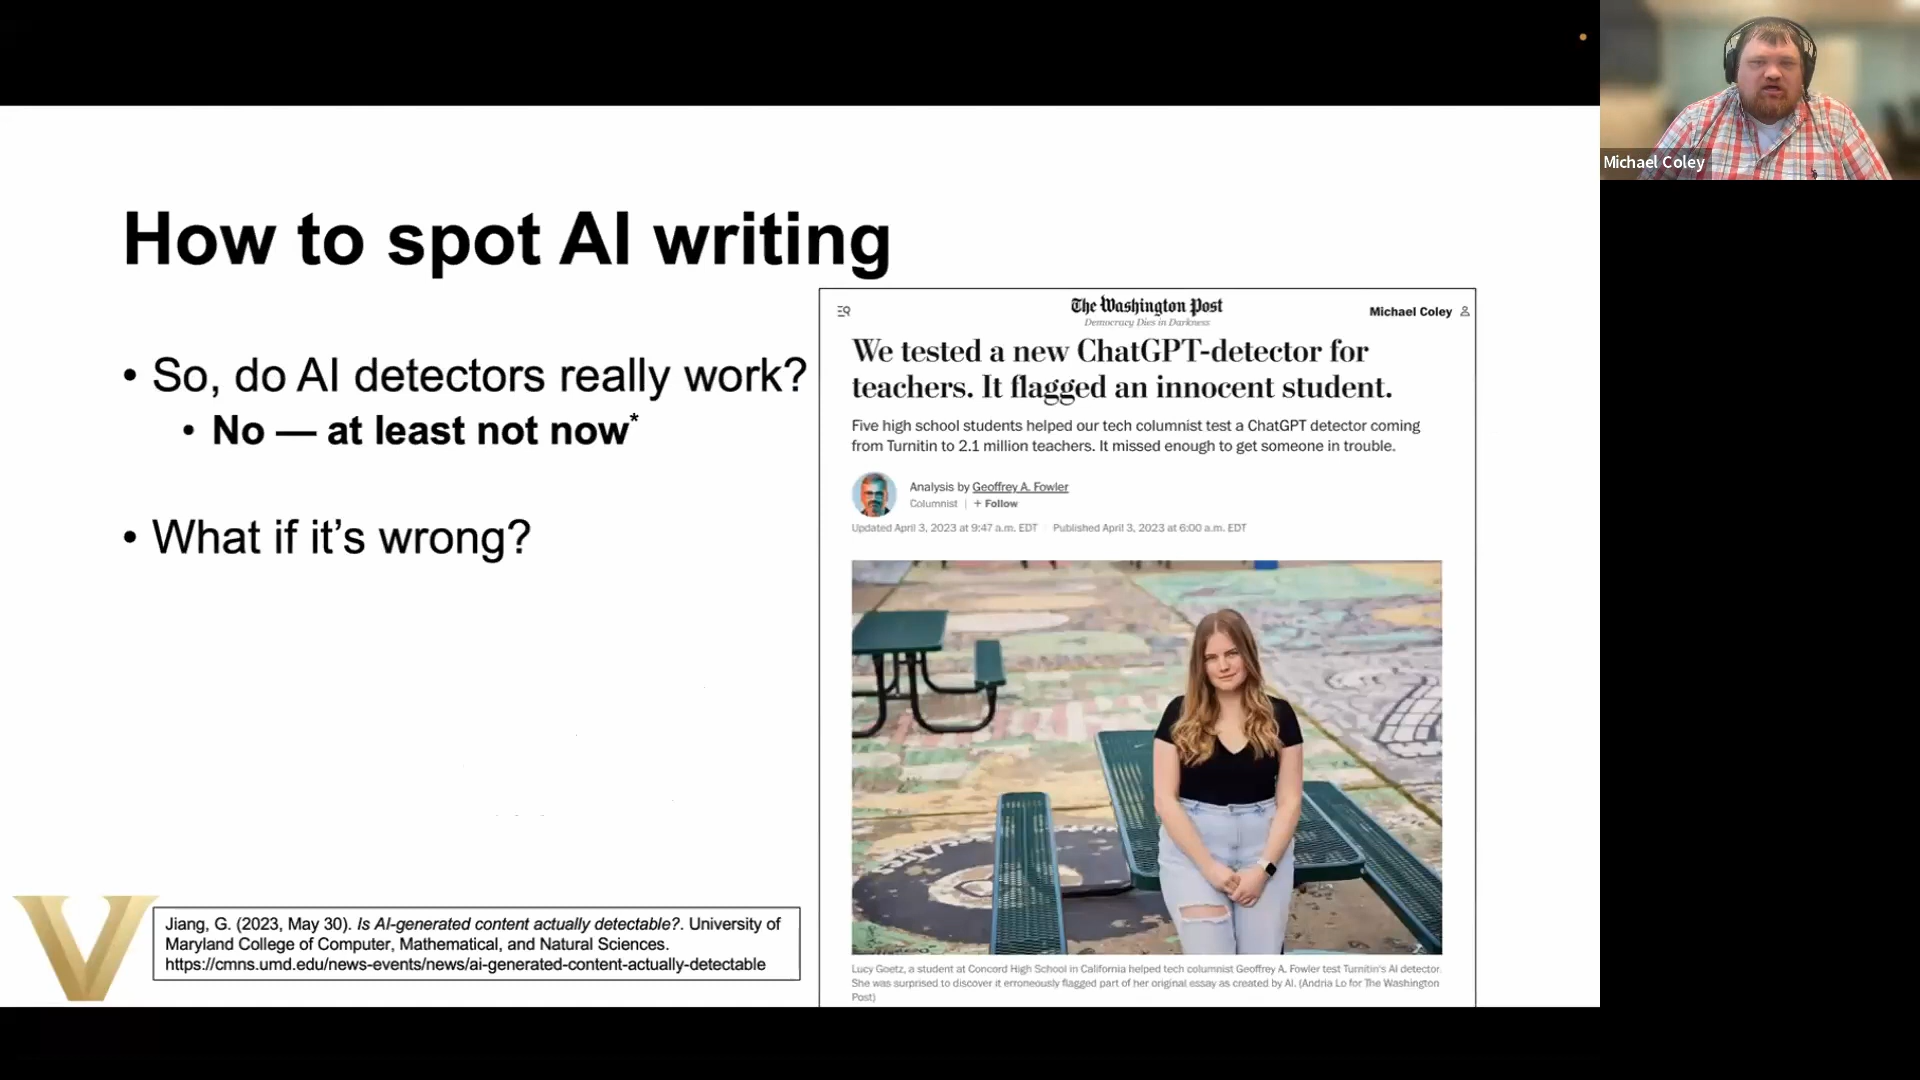 Michael Coley
How to spot AI writing
• So, do AI detectors really work?
• No — at least not now*
• What if it's wrong?
Jiang, G. (2023, May 30). Is AI-generated content actually detectable?. University of
Maryland College of Computer, Mathematical, and Natural Sciences.
https://cmns.umd.edu/news-events/news/ai-generated-content-actually-detectable
The Washington Post
Democracy Dies in Darkness
Michael Coley
We tested a new ChatGPT-detector for
teachers. It flagged an innocent student.
Five high school students helped our tech columnist test a ChatGPT detector coming
from Turnitin to 2.1 million teachers. It missed enough to get someone in trouble.
Analysis by Geoffrey A. Fowler
Columnist | + Follow
Updated April 3, 2023 at 9:47 a.m. EDT Published April 3, 2023 at 6:00 a.m. EDT
Lucy Goetz, a student at Concord High School in California helped tech columnist Geoffrey A. Fowler test Turnitin's AI detector.
She was surprised to discover it erroneously flagged part of her original essay as created by AI. (Andria Lo for The Washington
Post)